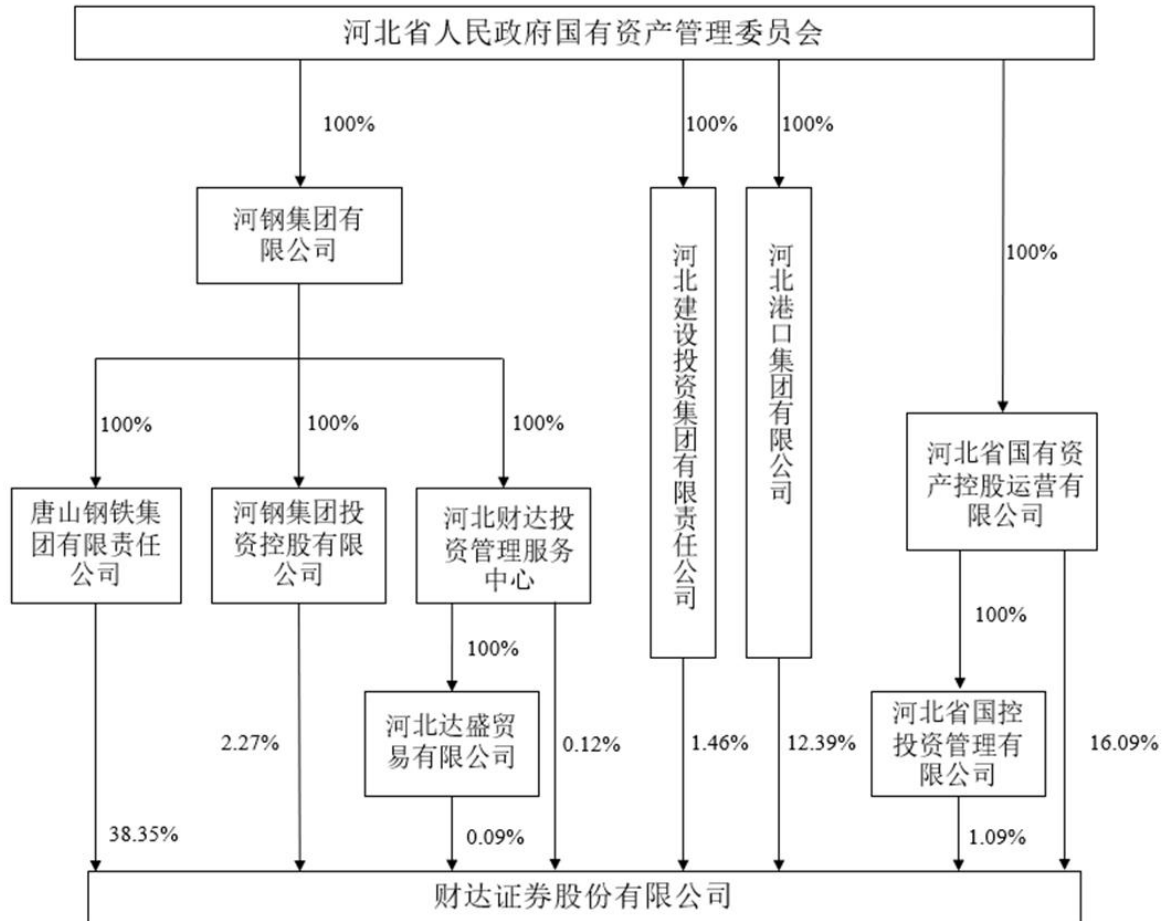 河北省人民政府国有资产管理委员会
100%
100%
100%
100%
河钢集团有
限公司
河北建设投资集团有限责任公司
河北港口集团有限公司
100%
100%
100%
河北省国有资
产控股运营有
限公司
唐山钢铁集
团有限责任
公司
河钢集团投
资控股有限
公司
河北财达投
资管理服务
中心
100%
100%
河北达盛贸
易有限公司
河北省国控
投资管理有
限公司
2.27%
0.12%
1.46%
12.39%
16.09%
38.35%
0.09%
1.09%
财达证券股份有限公司